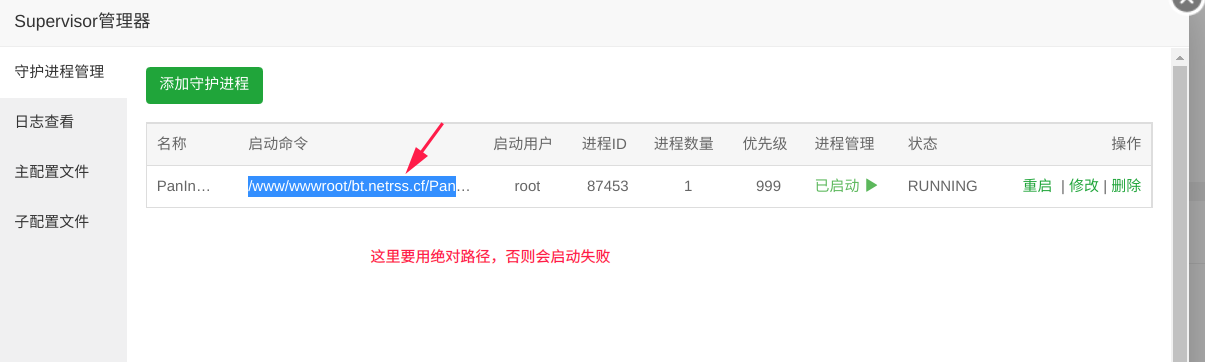 Supervisor管理器
守护进程管理
日志查看
主配置文件
子配置文件
添加守护进程
名称 启动命令 启动用户 进程ID 进程数量 优先级 进程管理 状态 操作
PanIn... /www/wwwroot/bt.netrss.cf/Pan... root 87453 1 999 已启动 RUNNING 重启 | 修改 | 删除
这里要用绝对路径，否则会启动失败